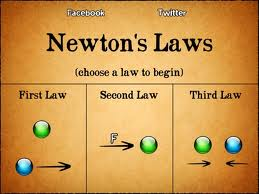 Facebook Twitter
Newton's Laws
(choose a law to begin)
First Law Second Law Third Law
F